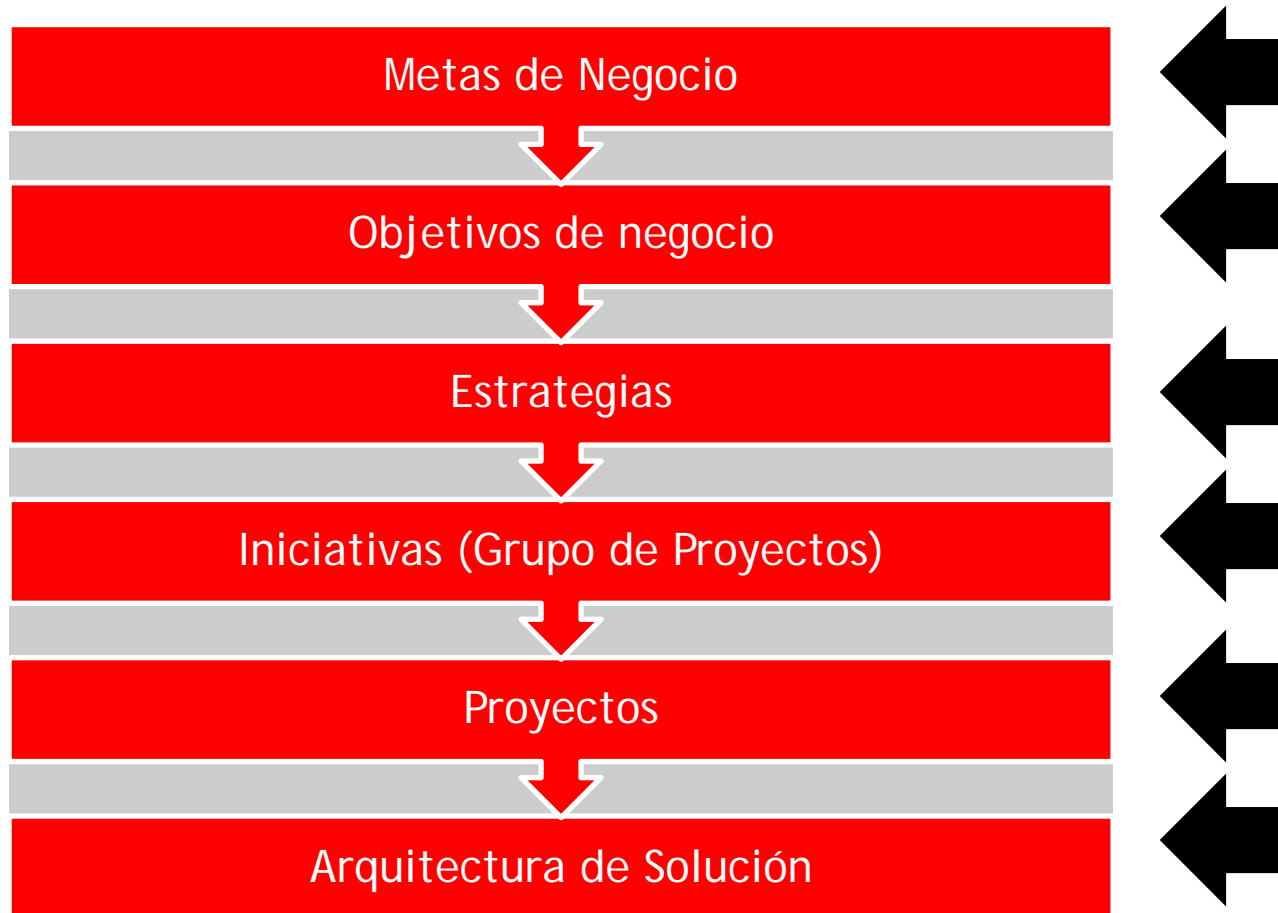 Metas de Negocio
Objetivos de negocio
Estrategias
Iniciativas (Grupo de Proyectos)
Proyectos
Arquitectura de Solución